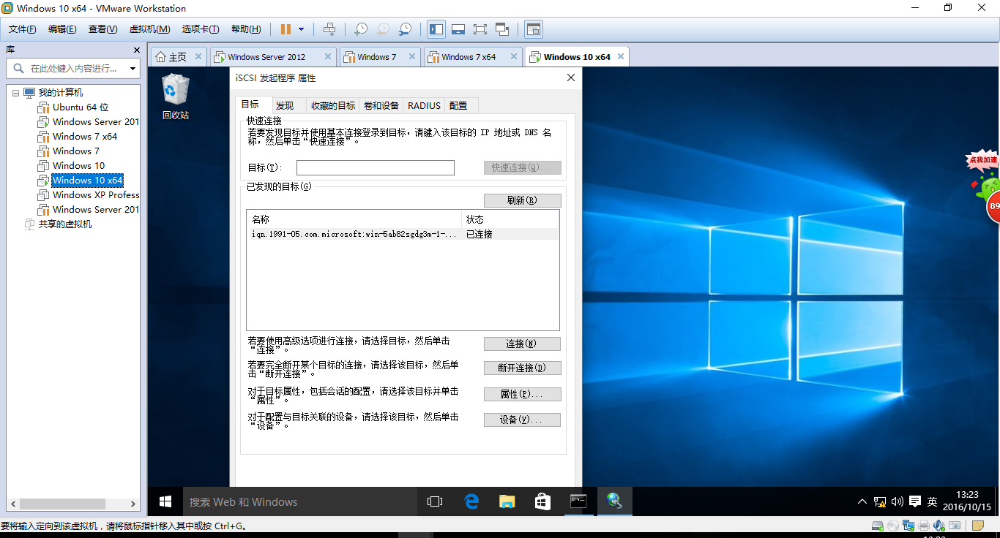 Windows 10 x64 - VMware Workstation
文件(F) 编辑(E) 查看(V) 虚拟机(M) 选项卡(T) 帮助(H)
库
在此处键入内容进行...
我的计算机
Ubuntu 64 位
Windows Server 201
Windows 7 x64
Windows 7
Windows 10
Windows 10 x64
Windows XP Profess
Windows Server 201
共享的虚拟机
主页 Windows Server 2012 Windows 7 Windows 7 x64 Windows 10 x64
回收站
iSCSI 发起程序 属性
目标 发现 收藏的目标 卷和设备 RADIUS 配置
快速连接
若要发现目标并使用基本连接登录到目标，请键入该目标的 IP 地址或 DNS 名
称，然后单击“快速连接”。
目标(T): 快速连接(Q)...
已发现的目标(G)
刷新(R)
名称 状态
iqn.1991-05.com.microsoft:win-5ab82sgdg3m-1-... 已连接
若要使用高级选项进行连接，请选择目标，然后单击
“连接”。
连接(N)
若要完全断开某个目标的连接，请选择该目标，然后单
击“断开连接”。
断开连接(D)
对于目标属性，包括会话的配置，请选择该目标并单击
“属性”。
属性(P)...
对于配置与目标关联的设备，请选择该目标，然后单击
“设备”。
设备(V)...
点我加速
89
搜索 Web 和 Windows
英
13:23
2016/10/15
要将输入定向到该虚拟机，请将鼠标指针移入其中或按 Ctrl+G。